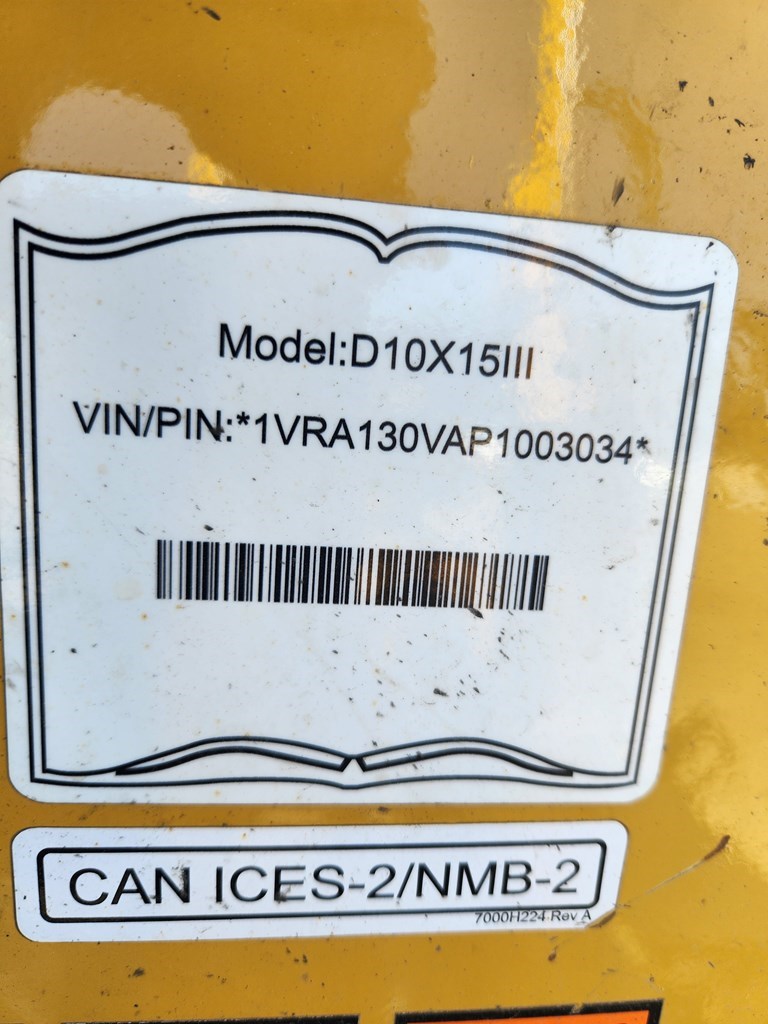 Model:D10X15III
VIN/PIN:*1VRA130VAP1003034*
CAN ICES-2/NMB-2
7000H224 Rev A